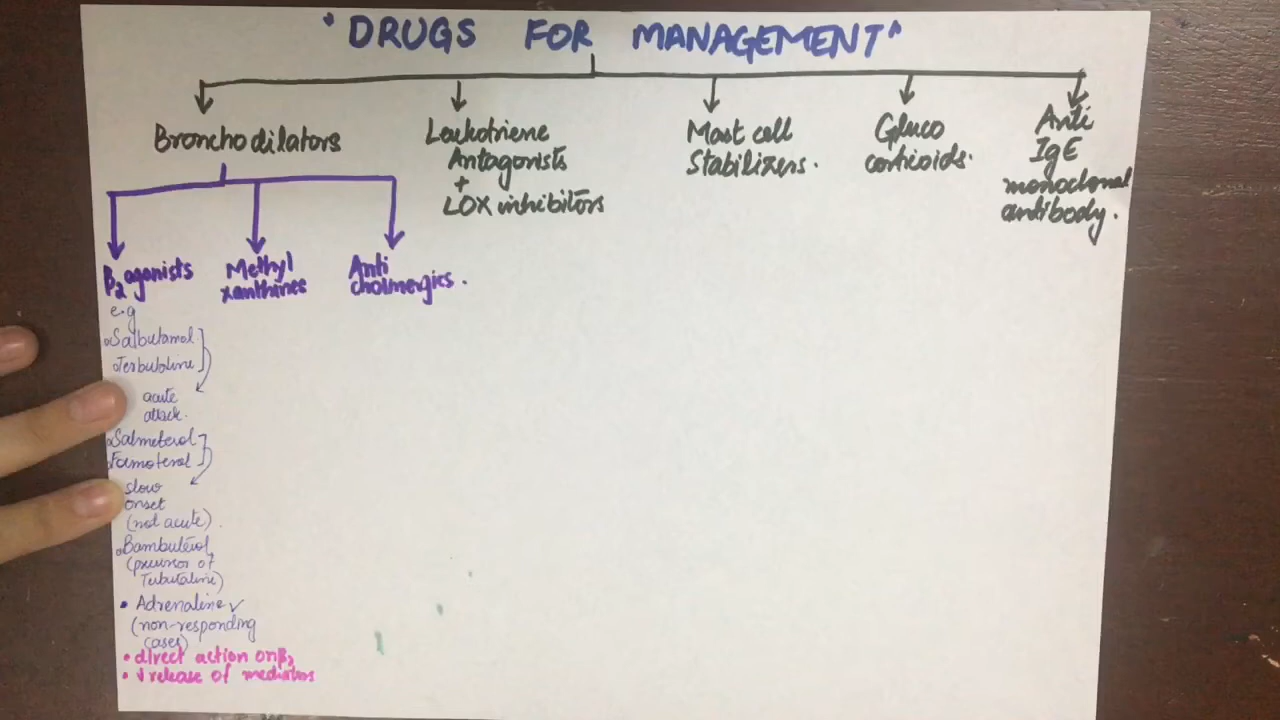 "DRUGS FOR MANAGEMENT"
Bronchodilators
Leukotriene
Antagonists
+
LOX inhibitors
Mast cell
Stabilizers.
Gluco
corticoids.
Anti
IgE
monoclonal
antibody.
β2 agonists
Methyl
xanthines
Anti
cholinergics.
e.g
Salbutamol
Terbutaline
acute
attack.
Salmeterol
Formoterol
slow
onset
(not acute).
Bambuterol
(precursor of
Terbutaline)
• Adrenaline ✓
(non-responding
cases)
• direct action on β2
• ↓ release of mediators